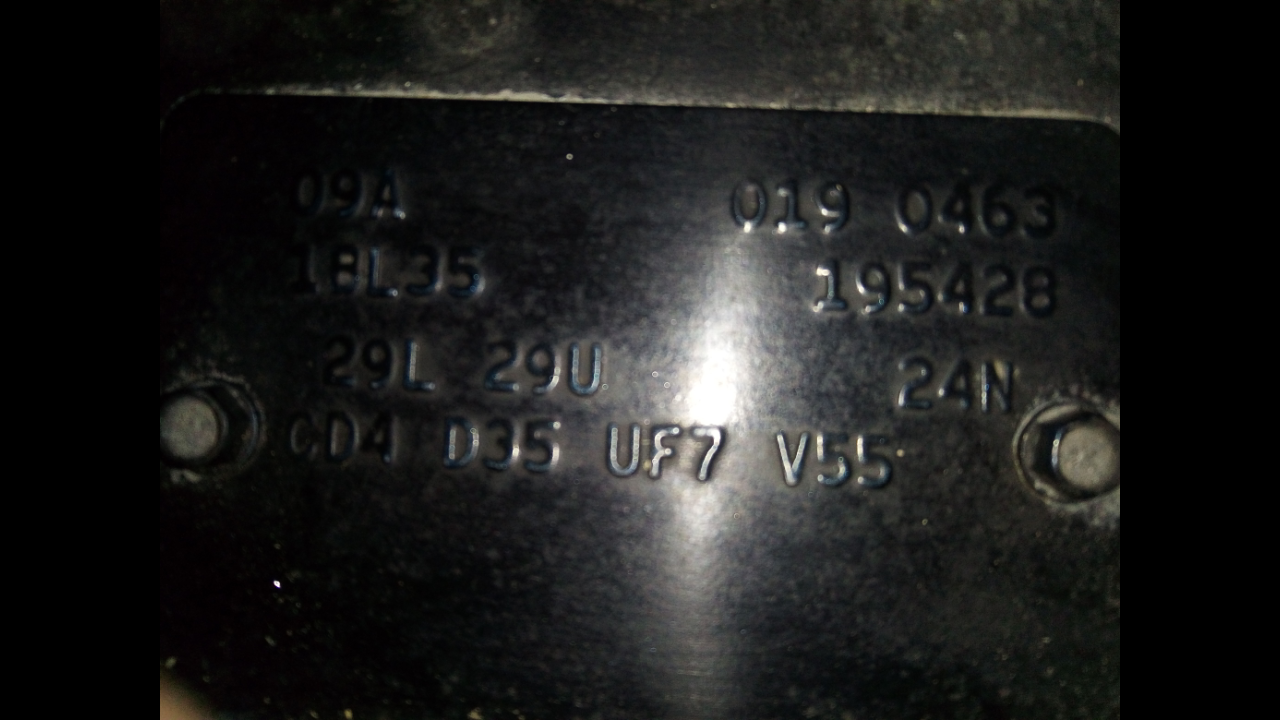 09A 019 0463
1BL35 195428
29L 29U 24N
CD4 D35 UF7 V55